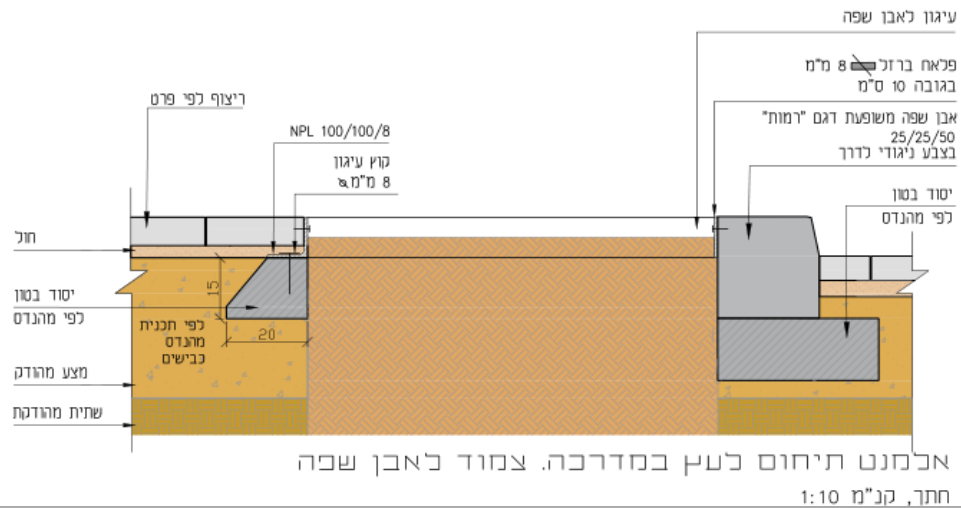 עיגון לאבן שפה
פלאח ברזל 8 מ"מ
בגובה 10 ס"מ
אבן שפה משופעת דגם "רמות"
25/25/50
בצבע ניגודי לדרך
יסוד בטון
לפי מהנדס
ריצוף לפי פרט
NPL 100/100/8
קוץ עיגון
8 מ"מ
חול
יסוד בטון
לפי מהנדס
15
20
לפי תכנית
מהנדס
כבישים
מצע מהודק
שתית מהודקת
אלמנט תיחום לעץ במדרכה. צמוד לאבן שפה
חתך, קנ"מ 1:10